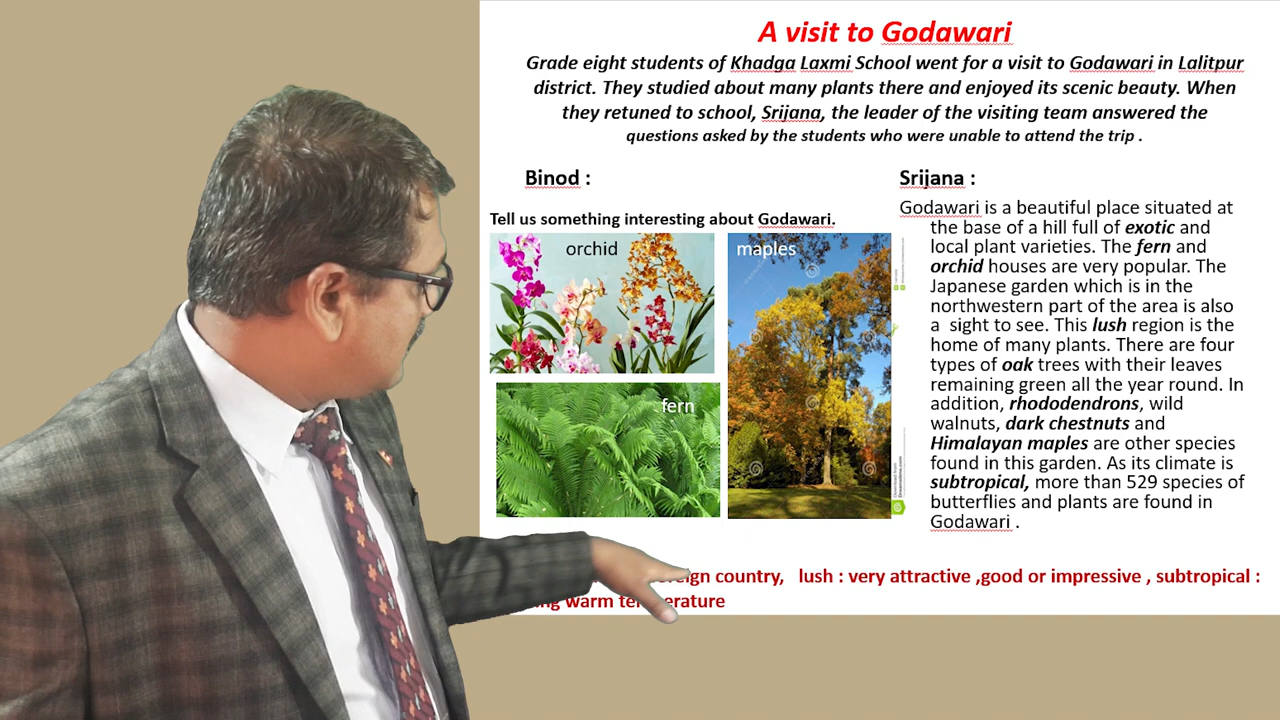 A visit to Godawari
Grade eight students of Khadga Laxmi School went for a visit to Godawari in Lalitpur
district. They studied about many plants there and enjoyed its scenic beauty. When
they retuned to school, Srijana, the leader of the visiting team answered the
questions asked by the students who were unable to attend the trip .
Binod :
Tell us something interesting about Godawari.
orchid
maples
fern
Srijana :
Godawari is a beautiful place situated at
the base of a hill full of exotic and
local plant varieties. The fern and
orchid houses are very popular. The
Japanese garden which is in the
northwestern part of the area is also
a sight to see. This lush region is the
home of many plants. There are four
types of oak trees with their leaves
remaining green all the year round. In
addition, rhododendrons, wild
walnuts, dark chestnuts and
Himalayan maples are other species
found in this garden. As its climate is
subtropical, more than 529 species of
butterflies and plants are found in
Godawari .
country, lush : very attractive ,good or impressive , subtropical :
warm